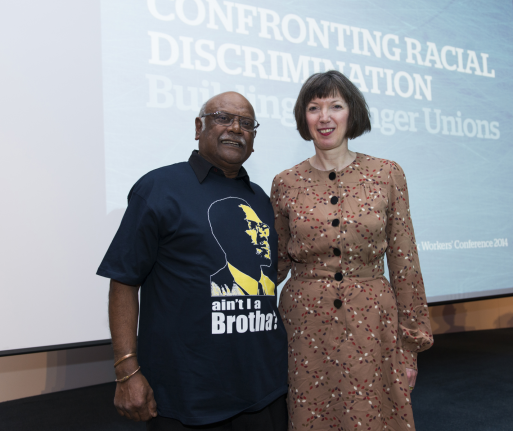 CONFRONTING RACIAL
DISCRIMINATION
Unions
Workers' Conference 2014
ain't I a
Brotha?